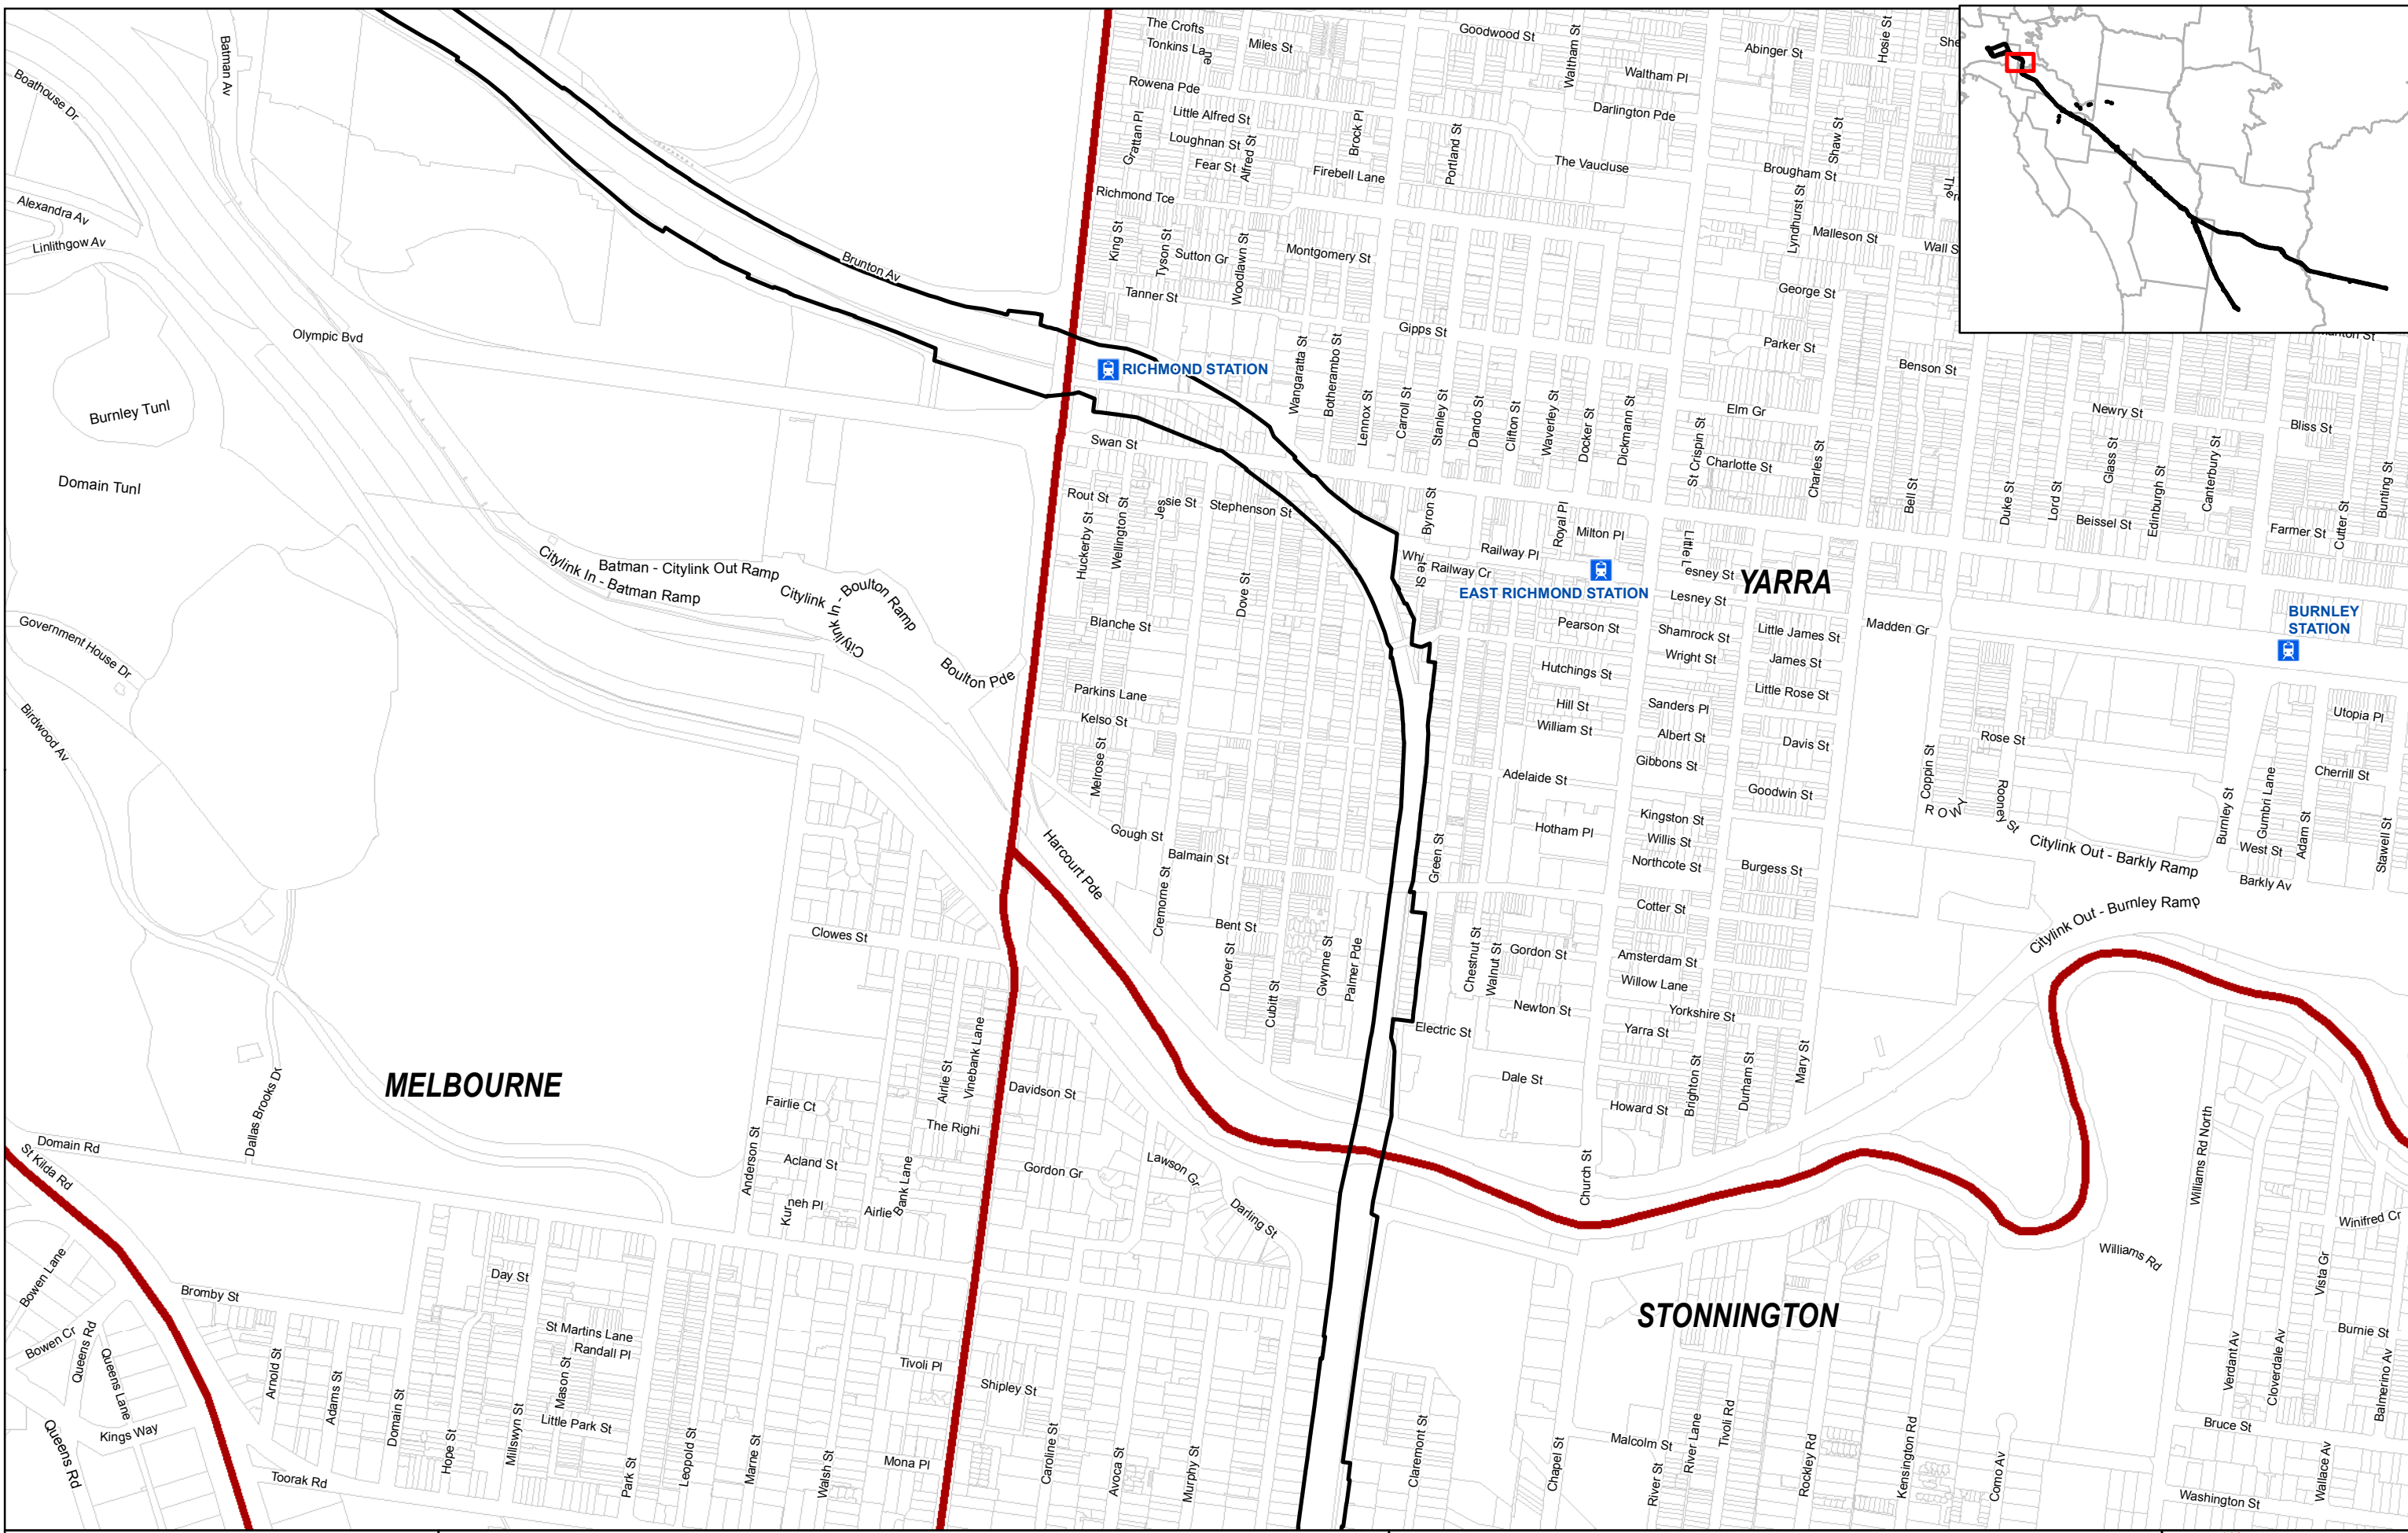 The Crofts
Tonkins Lane
Miles St
Goodwood St
Waltham St
Abinger St
Hosie St
Batman Av
Boathouse Dr
Rowena Pde
Waltham Pl
Little Alfred St
Darlington Pde
Grattan Pl
Loughnan St
Alfred St
Brock Pl
Portland St
Shaw St
Fear St
Firebell Lane
The Vaucluse
Brougham St
Alexandra Av
Richmond Tce
Lyndhurst St
Linlithgow Av
King St
Tyson St
Sutton Gr
Woodlawn St
Montgomery St
Malleson St
Wall S
Brunton Av
Tanner St
George St
Olympic Bvd
Gipps St
Parker St
Benson St
RICHMOND STATION
Wangaratta St
Botherambo St
Lennox St
Carroll St
Stanley St
Dando St
Clifton St
Waverley St
Docker St
Dickmann St
Elm Gr
Newry St
Bliss St
Burnley Tunl
Swan St
St Crispin St
Charlotte St
Charles St
Glass St
Edinburgh St
Canterbury St
Bunting St
Domain Tunl
Rout St
Jessie St
Stephenson St
Byron St
Bell St
Duke St
Lord St
Beissel St
Farmer St
Cutter St
Huckerby St
Wellington St
Royal Pl
Milton Pl
Railway Pl
White St
Railway Cr
Little Lesney St
YARRA
Batman - Citylink Out Ramp
Citylink In - Batman Ramp
Citylink
Citylink In - Boulton Ramp
Dove St
EAST RICHMOND STATION
Lesney St
BURNLEY
STATION
Government House Dr
Blanche St
Pearson St
Shamrock St
Little James St
Madden Gr
Boulton Pde
Wright St
James St
Hutchings St
Parkins Lane
Little Rose St
Birdwood Av
Kelso St
Hill St
Sanders Pl
Utopia Pl
William St
Albert St
Davis St
Rose St
Melrose St
Gibbons St
Adelaide St
Coppin St
Cherrill St
Goodwin St
Rooney St
R O W Y
Burnley St
Gumbri Lane
Adam St
Stawell St
Gough St
Harcourt Pde
Hotham Pl
Kingston St
Willis St
Citylink Out - Barkly Ramp
West St
Balmain St
Green St
Northcote St
Burgess St
Barkly Av
Cremorne St
Cotter St
Citylink Out - Burnley Ramp
Clowes St
Bent St
Dover St
Cubitt St
Gwynne St
Palmer Pde
Chestnut St
Walnut St
Gordon St
Amsterdam St
Willow Lane
Newton St
Yorkshire St
Electric St
Yarra St
Airlie St
Vinebank Lane
MELBOURNE
Dallas Brooks Dr
Davidson St
Dale St
Brighton St
Durham St
Mary St
Fairlie Ct
Howard St
The Righi
Domain Rd
St Kilda Rd
Anderson St
Acland St
Gordon Gr
Lawson Gr
Church St
Williams Rd North
Kurneh Pl
Airlie Bank Lane
Darling St
Winifred Cr
Williams Rd
Bowen Lane
Day St
Vista Gr
Bromby St
STONNINGTON
Bowen Cr
Queens Rd
Queens Lane
St Martins Lane
Randall Pl
Burnie St
Arnold St
Adams St
Domain St
Mason St
Tivoli Pl
Shipley St
Verdant Av
Cloverdale Av
Balmerino Av
Queens Rd
Kings Way
Hope St
Millswyn St
Little Park St
Park St
Leopold St
Marne St
Walsh St
Mona Pl
Caroline St
Avoca St
Murphy St
Claremont St
Chapel St
Malcolm St
River St
River Lane
Tivoli Rd
Rockley Rd
Kensington Rd
Como Av
Bruce St
Wallace Av
Toorak Rd
Washington St